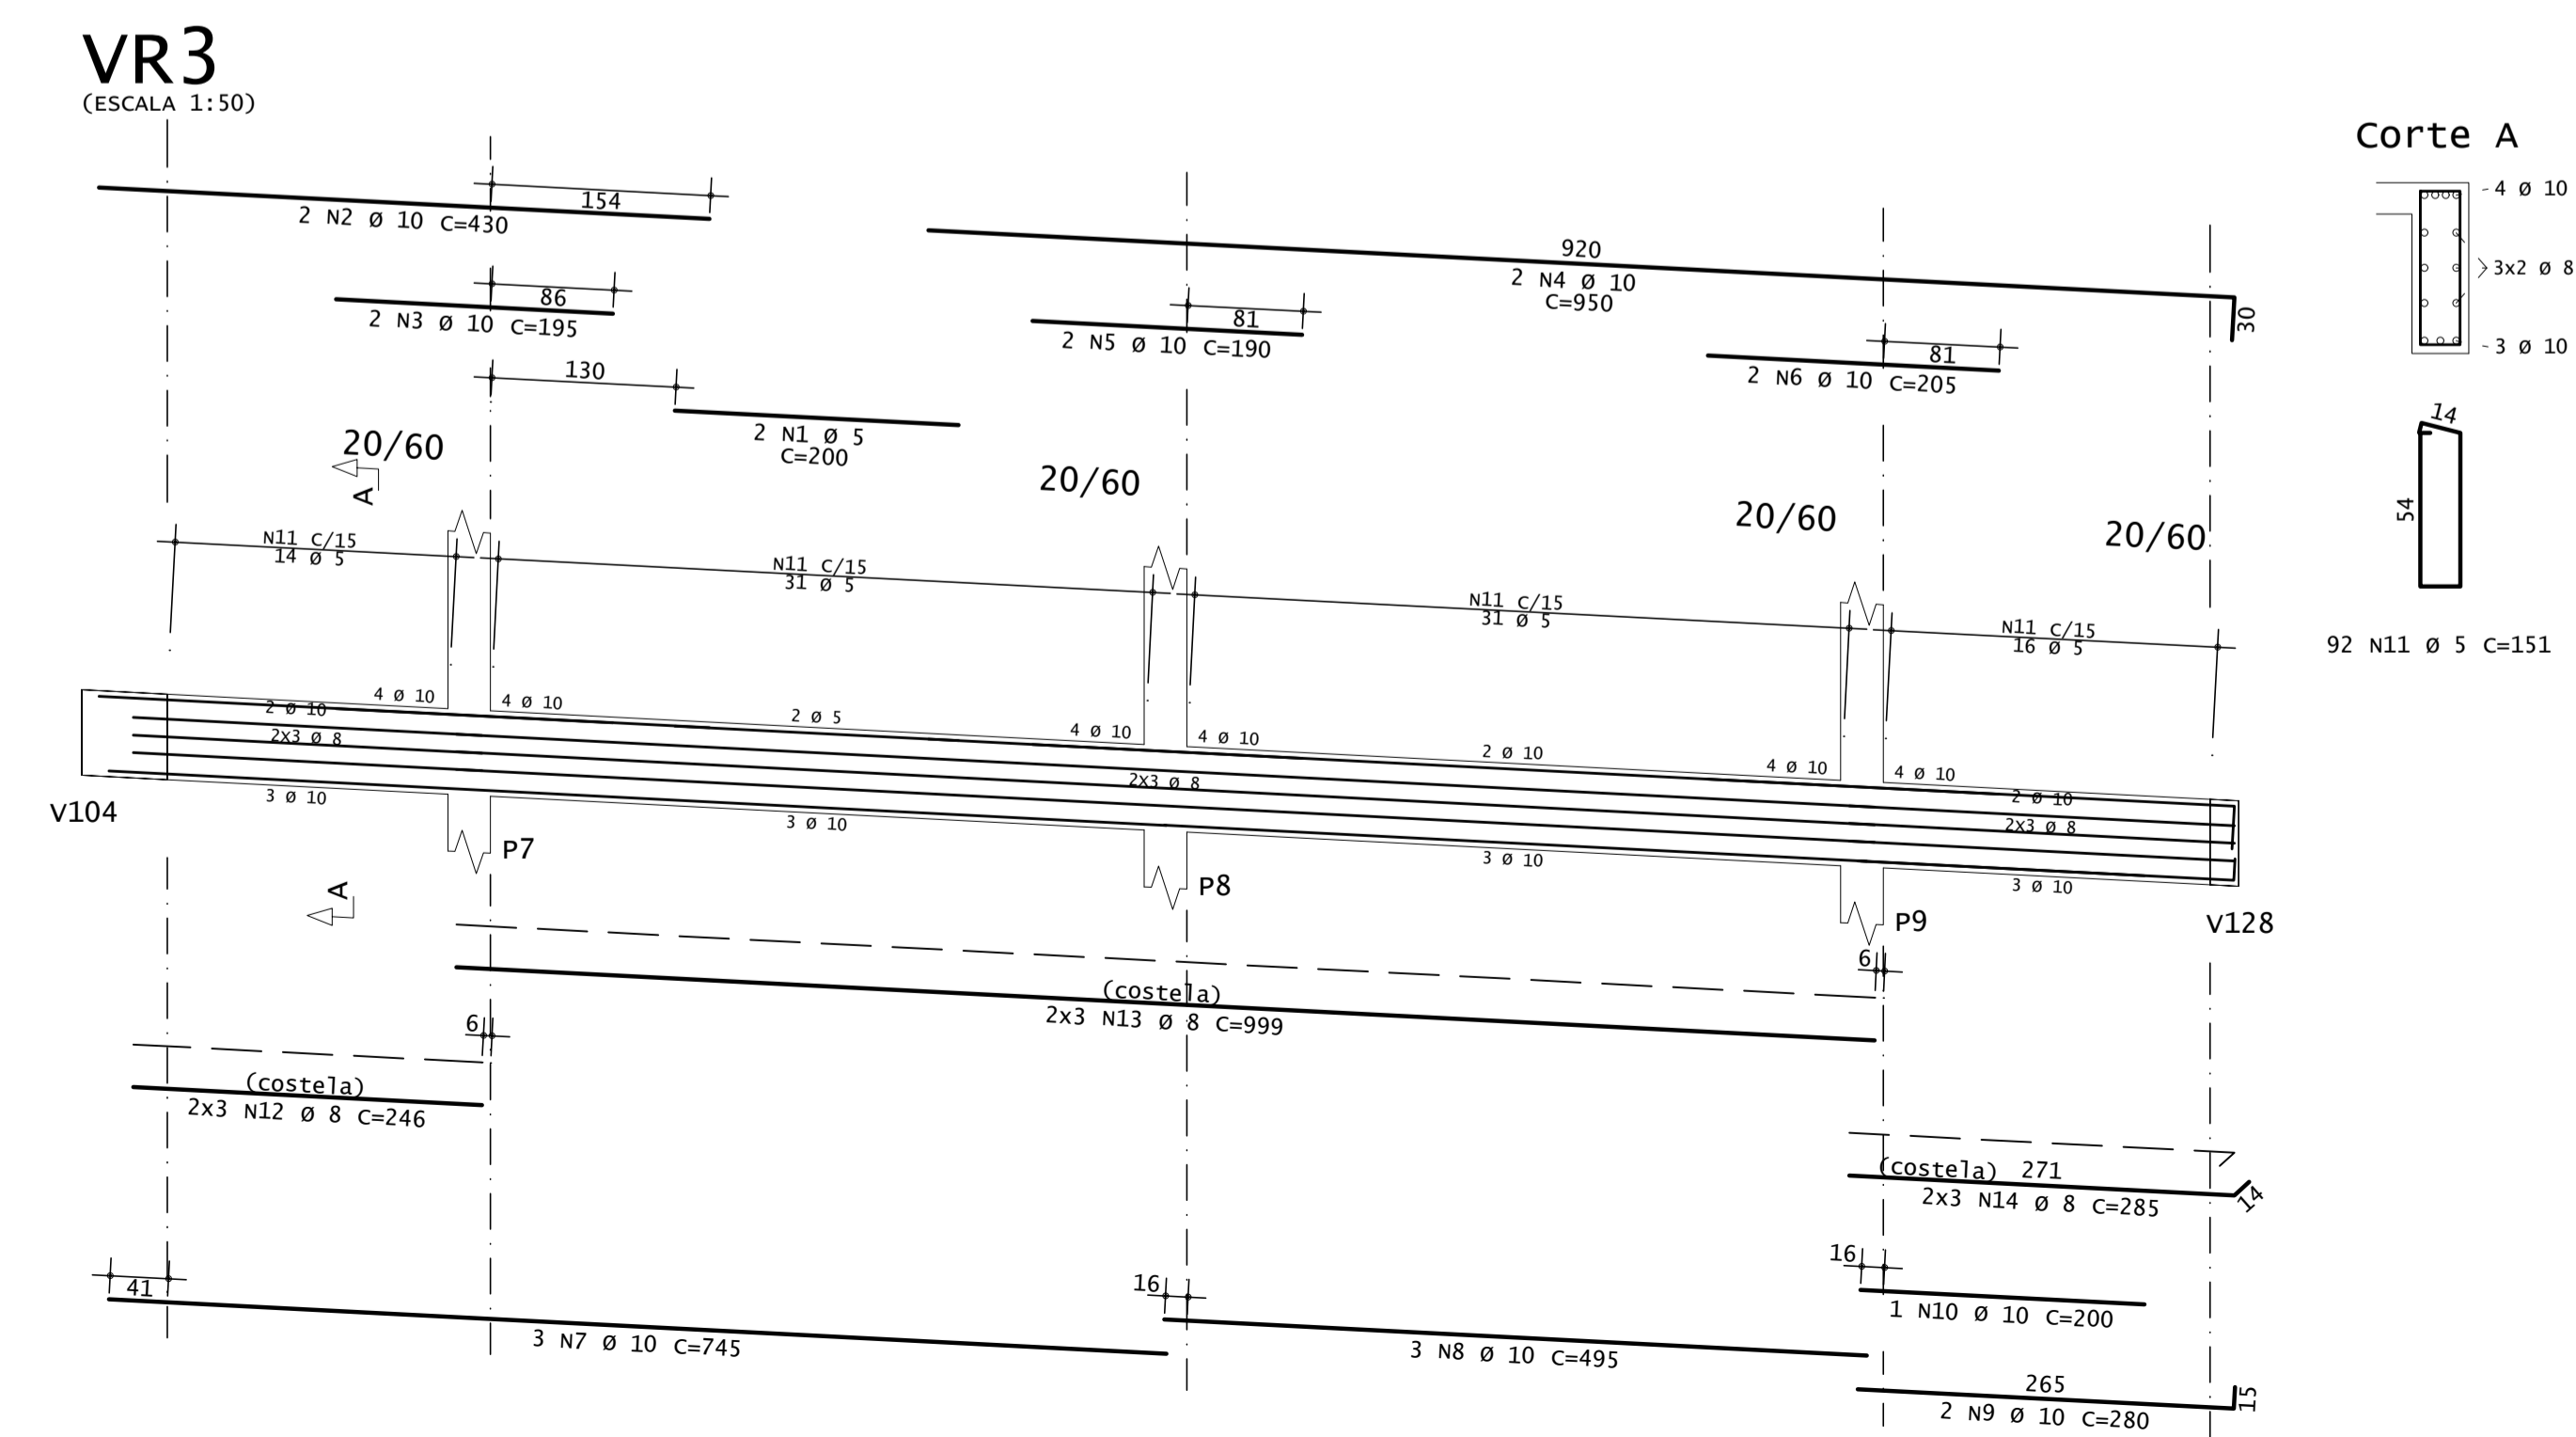 VR3
(ESCALA 1:50)
154
2 N2 Ø 10 C=430
86
2 N3 Ø 10 C=195
130
2 N1 Ø 5
C=200
920
2 N4 Ø 10
C=950
30
81
2 N5 Ø 10 C=190
81
2 N6 Ø 10 C=205
20/60
A
20/60
20/60
20/60
N11 C/15
14 Ø 5
N11 C/15
31 Ø 5
N11 C/15
31 Ø 5
N11 C/15
16 Ø 5
2 Ø 10
4 Ø 10
4 Ø 10
2 Ø 5
4 Ø 10
4 Ø 10
2 Ø 10
4 Ø 10
4 Ø 10
2 Ø 10
2x3 Ø 8
2x3 Ø 8
2x3 Ø 8
3 Ø 10
3 Ø 10
3 Ø 10
3 Ø 10
V104
P7
P8
P9
V128
A
6
(costela)
2x3 N13 Ø 8 C=999
6
(costela)
2x3 N12 Ø 8 C=246
(costela) 271
2x3 N14 Ø 8 C=285
14
41
3 N7 Ø 10 C=745
16
3 N8 Ø 10 C=495
16
1 N10 Ø 10 C=200
265
2 N9 Ø 10 C=280
15
Corte A
4 Ø 10
3x2 Ø 8
3 Ø 10
14
54
92 N11 Ø 5 C=151